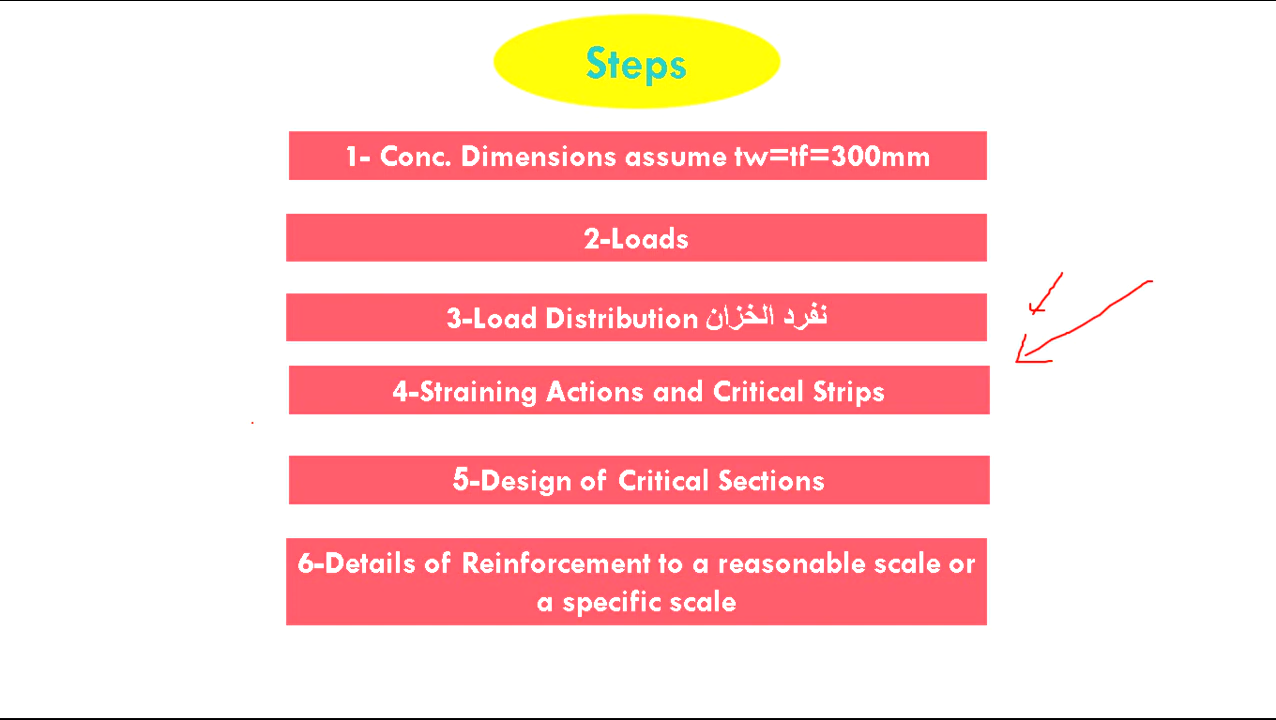 Steps
1- Conc. Dimensions assume tw=tf=300mm
2-Loads
3-Load Distribution نفرد الخزان
4-Straining Actions and Critical Strips
5-Design of Critical Sections
6-Details of Reinforcement to a reasonable scale or
a specific scale